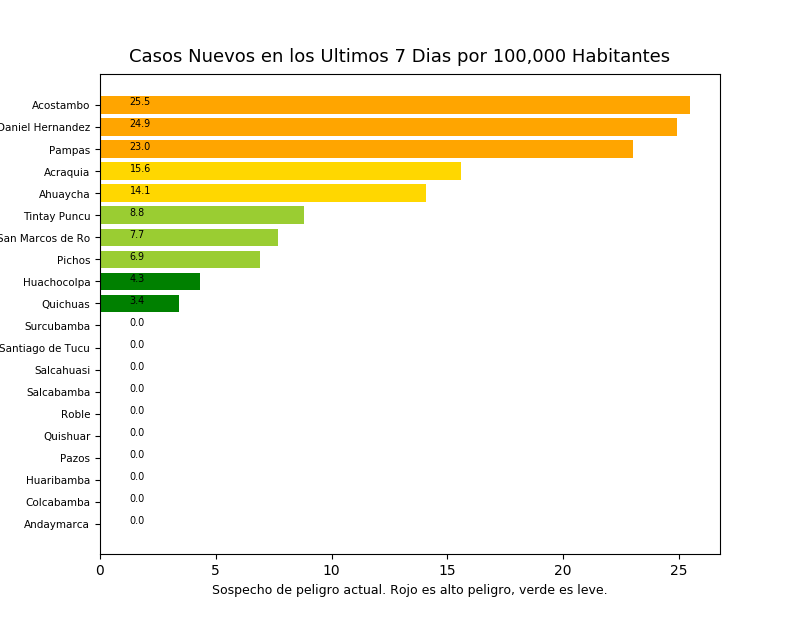 Casos Nuevos en los Ultimos 7 Dias por 100,000 Habitantes
Acostambo 25.5
Daniel Hernandez 24.9
Pampas 23.0
Acraquia 15.6
Ahuaycha 14.1
Tintay Puncu 8.8
San Marcos de Ro 7.7
Pichos 6.9
Huachocolpa 4.3
Quichuas 3.4
Surcubamba 0.0
Santiago de Tucu 0.0
Salcahuasi 0.0
Salcabamba 0.0
Roble 0.0
Quishuar 0.0
Pazos 0.0
Huaribamba 0.0
Colcabamba 0.0
Andaymarca 0.0
0 5 10 15 20 25
Sospecho de peligro actual. Rojo es alto peligro, verde es leve.